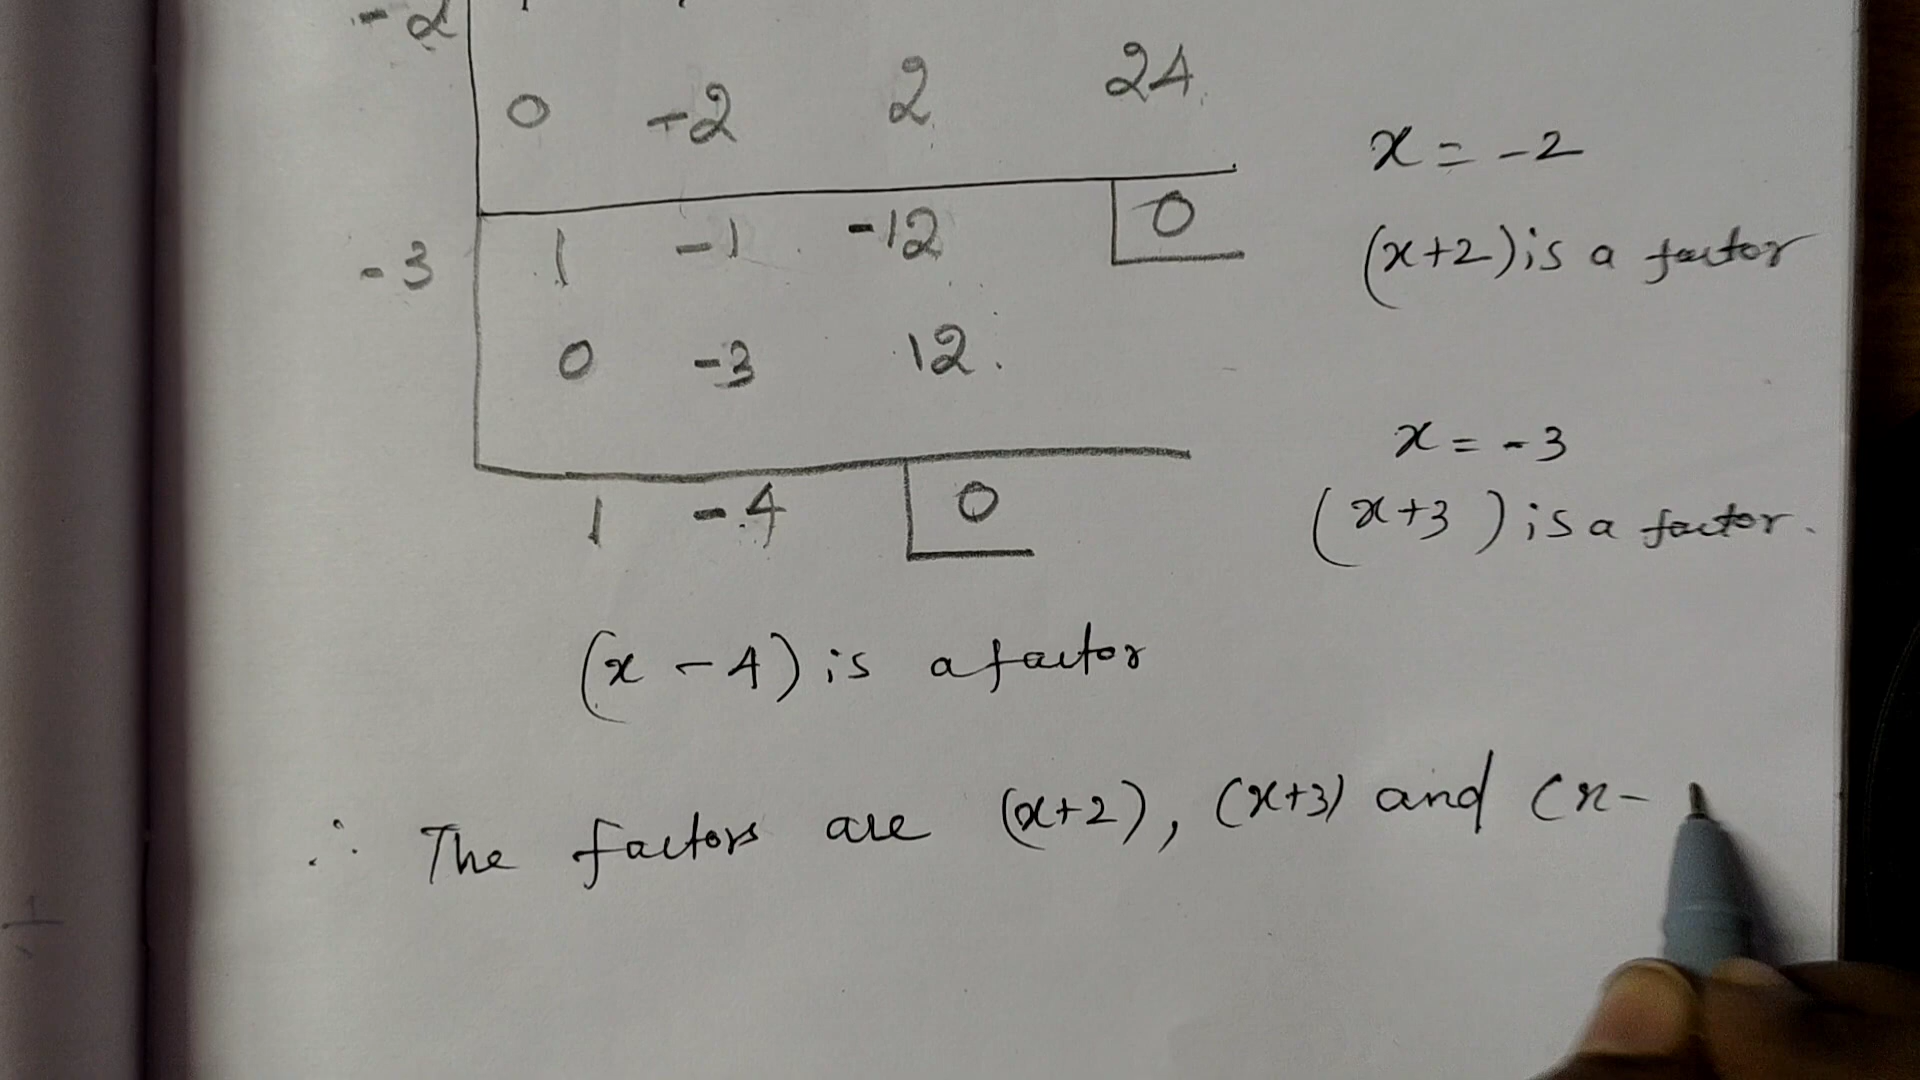 -2
0 -2 2 24
x = -2
-3 1 -1 -12 0
(x+2) is a factor
0 -3 12
x = -3
1 -4 0
(x+3) is a factor.
(x - 4) is a factor
∴ The factors are (x+2), (x+3) and (x-